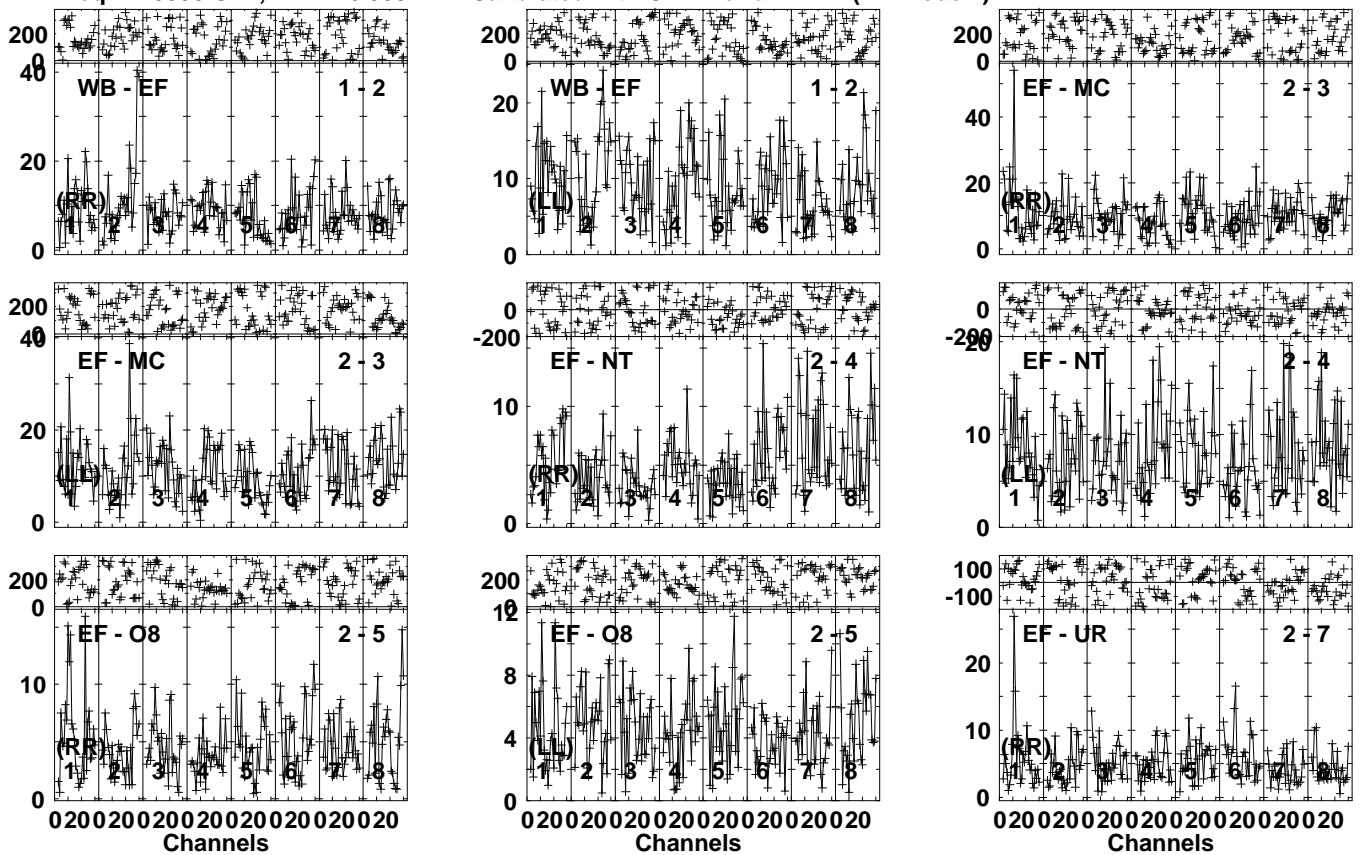 200 0 200 0 200 0
40 20 0 WB - EF 1 - 2 (RR) 1 2 3 4 5 6 7 8
20 10 0 WB - EF 1 - 2 (LL) 1 2 3 4 5 6 7 8
40 20 0 EF - MC 2 - 3 (RR) 1 2 3 4 5 6 7 8
200 0 0 -200 0 -200
40 20 0 EF - MC 2 - 3 (LL) 1 2 3 4 5 6 7 8
10 0 EF - NT 2 - 4 (RR) 1 2 3 4 5 6 7 8
20 10 0 EF - NT 2 - 4 (LL) 1 2 3 4 5 6 7 8
200 0 200 0 100 -100
10 0 EF - O8 2 - 5 (RR) 1 2 3 4 5 6 7 8
12 8 4 0 EF - O8 2 - 5 (LL) 1 2 3 4 5 6 7 8
20 10 0 EF - UR 2 - 7 (RR) 1 2 3 4 5 6 7 8
0 20 0 20 0 20 0 20 0 20 0 20 0 20 0 20
Channels
0 20 0 20 0 20 0 20 0 20 0 20 0 20 0 20
Channels
0 20 0 20 0 20 0 20 0 20 0 20 0 20 0 20
Channels